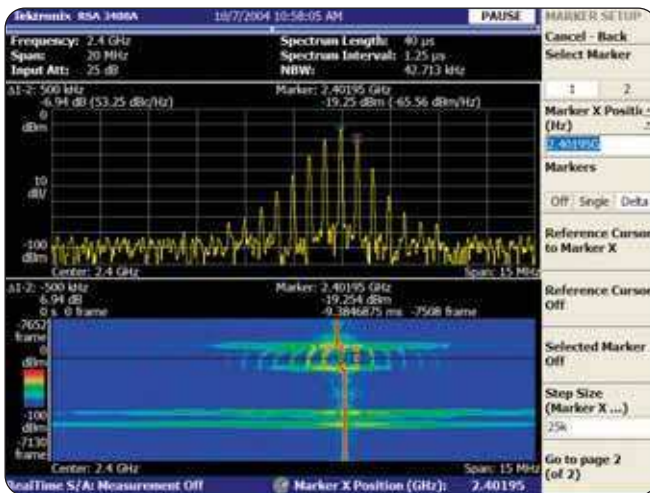 Tektronix RSA 3408A 10/7/2004 10:58:05 AM PAUSE
MARKER SETUP
Frequency: 2.4 GHz Spectrum Length: 40 µs
Span: 20 MHz Spectrum Interval: 1.25 µs
Input Att: 25 dB NBW: 42.713 kHz
Cancel - Back
Select Marker
1 2
Δ1-2: 500 kHz Marker: 2.40195 GHz
-6.94 dB (53.25 dBc/Hz) -19.25 dBm (-65.56 dBm/Hz)
0
dBm
10
dB/
-100
dBm
Center: 2.4 GHz Span: 15 MHz
Marker X Position
(Hz)
2.40195G
Markers
Off Single Delta
Reference Cursor
to Marker X
Δ1-2: -500 kHz Marker: 2.40195 GHz
6.94 dB -19.254 dBm
0 s 0 frame -9.3846875 ms -7508 frame
-7652
frame
0
dBm
-100
dBm
-7130
frame
Center: 2.4 GHz Span: 15 MHz
Reference Cursor
Off
Selected Marker
Off
Step Size
(Marker X ...)
25k
Go to page 2
(of 2)
RealTime S/A: Measurement Off Marker X Position (GHz): 2.40195